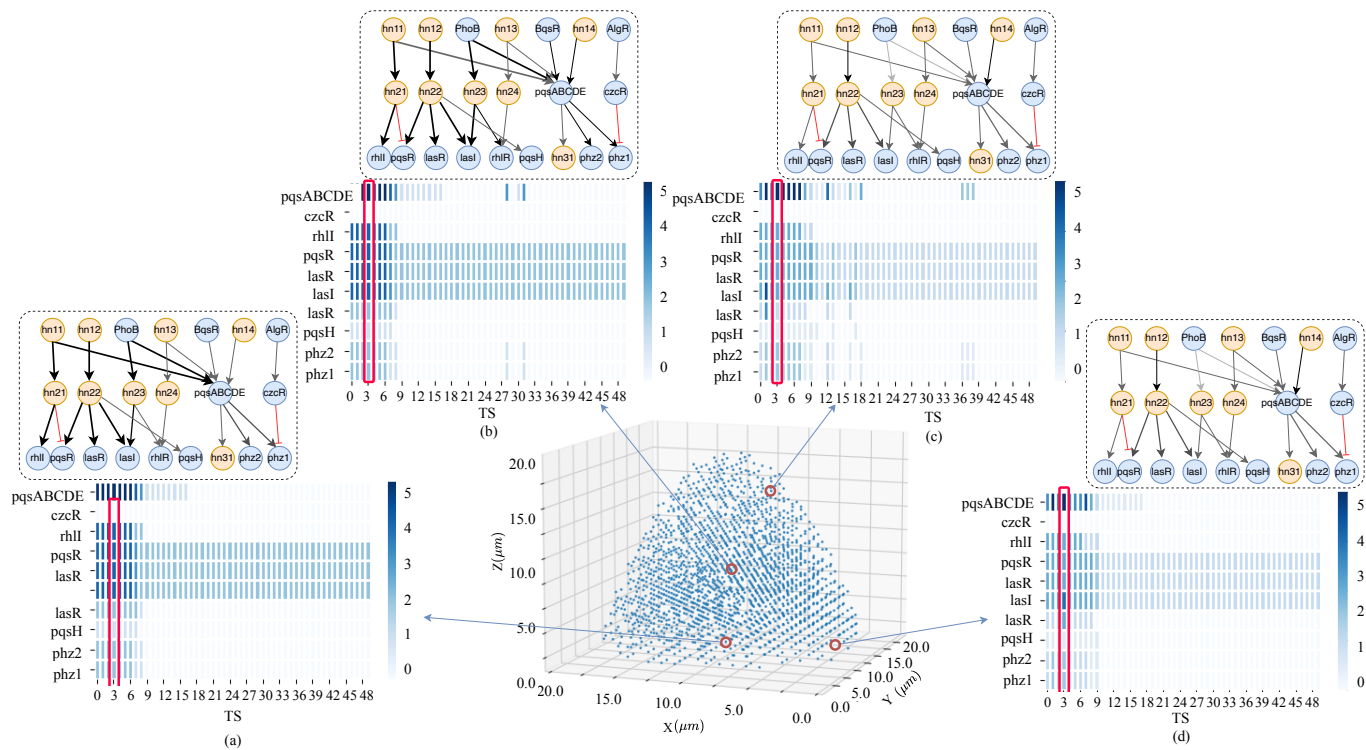 hn11 hn12 PhoB hn13 BqsR hn14 AlgR
hn21 hn22 hn23 hn24 pqsABCDE czcR
rhlI pqsR lasR lasI rhlR pqsH hn31 phz2 phz1
pqsABCDE
czcR
rhlI
pqsR
lasR
lasI
lasR
pqsH
phz2
phz1
0 3 6 9 12 15 18 21 24 27 30 33 36 39 42 45 48
TS
(b)
5
4
3
2
1
0
hn11 hn12 PhoB hn13 BqsR hn14 AlgR
hn21 hn22 hn23 hn24 pqsABCDE czcR
rhlI pqsR lasR lasI rhlR pqsH hn31 phz2 phz1
pqsABCDE
czcR
rhlI
pqsR
lasR
lasI
lasR
pqsH
phz2
phz1
0 3 6 9 12 15 18 21 24 27 30 33 36 39 42 45 48
TS
(c)
5
4
3
2
1
0
hn11 hn12 PhoB hn13 BqsR hn14 AlgR
hn21 hn22 hn23 hn24 pqsABCDE czcR
rhlI pqsR lasR lasI rhlR pqsH hn31 phz2 phz1
pqsABCDE
czcR
rhlI
pqsR
lasR
lasR
pqsH
phz2
phz1
0 3 6 9 12 15 18 21 24 27 30 33 36 39 42 45 48
TS
(a)
5
4
3
2
1
0
20.0
15.0
10.0
5.0
0.0
Z(μm)
20.0 15.0 10.0 5.0 0.0
X(μm)
0.0 5.0 10.0 15.0 20.0
Y (μm)
hn11 hn12 PhoB hn13 BqsR hn14 AlgR
hn21 hn22 hn23 hn24 pqsABCDE czcR
rhlI pqsR lasR lasI rhlR pqsH hn31 phz2 phz1
pqsABCDE
czcR
rhlI
pqsR
lasR
lasI
lasR
pqsH
phz2
phz1
0 3 6 9 12 15 18 21 24 27 30 33 36 39 42 45 48
TS
(d)
5
4
3
2
1
0